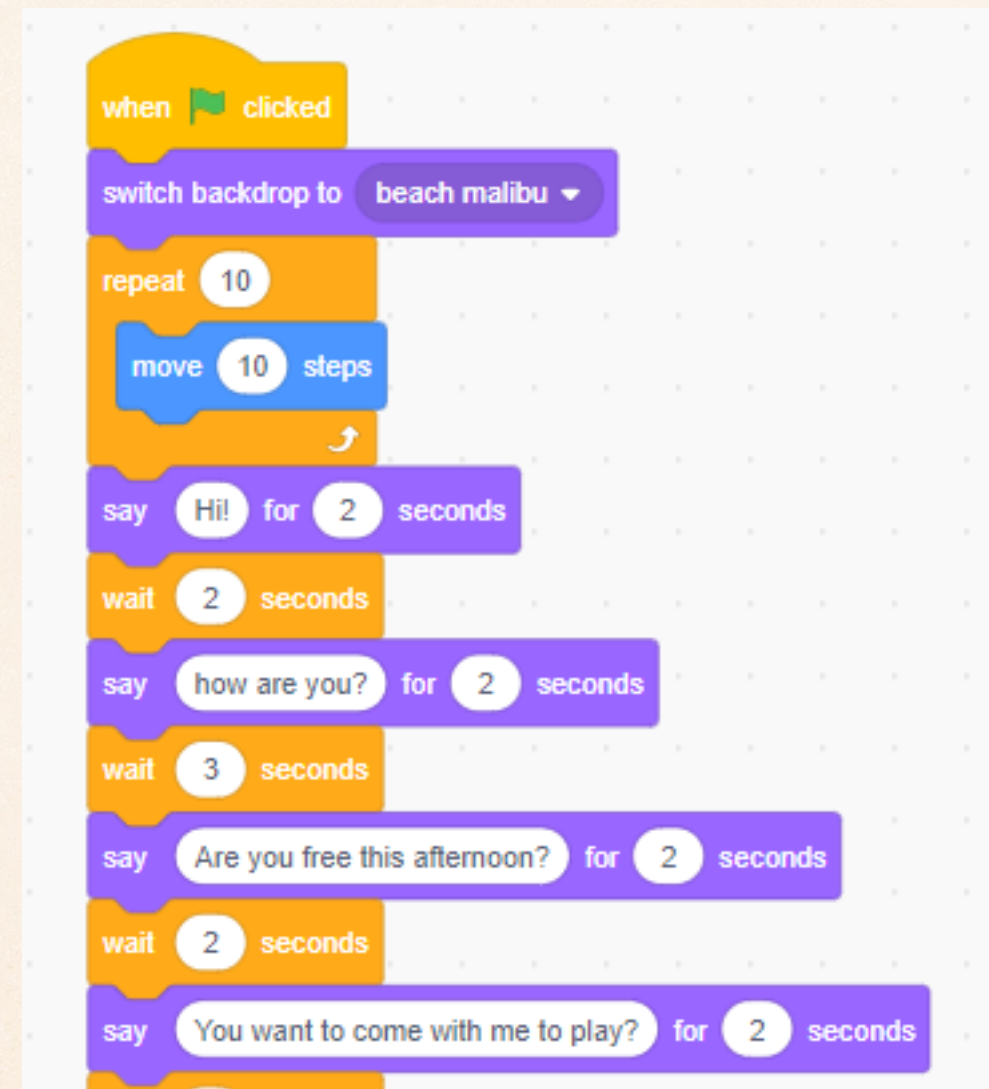 when clicked
switch backdrop to beach malibu
repeat 10
move 10 steps
say Hi! for 2 seconds
wait 2 seconds
say how are you? for 2 seconds
wait 3 seconds
say Are you free this afternoon? for 2 seconds
wait 2 seconds
say You want to come with me to play? for 2 seconds